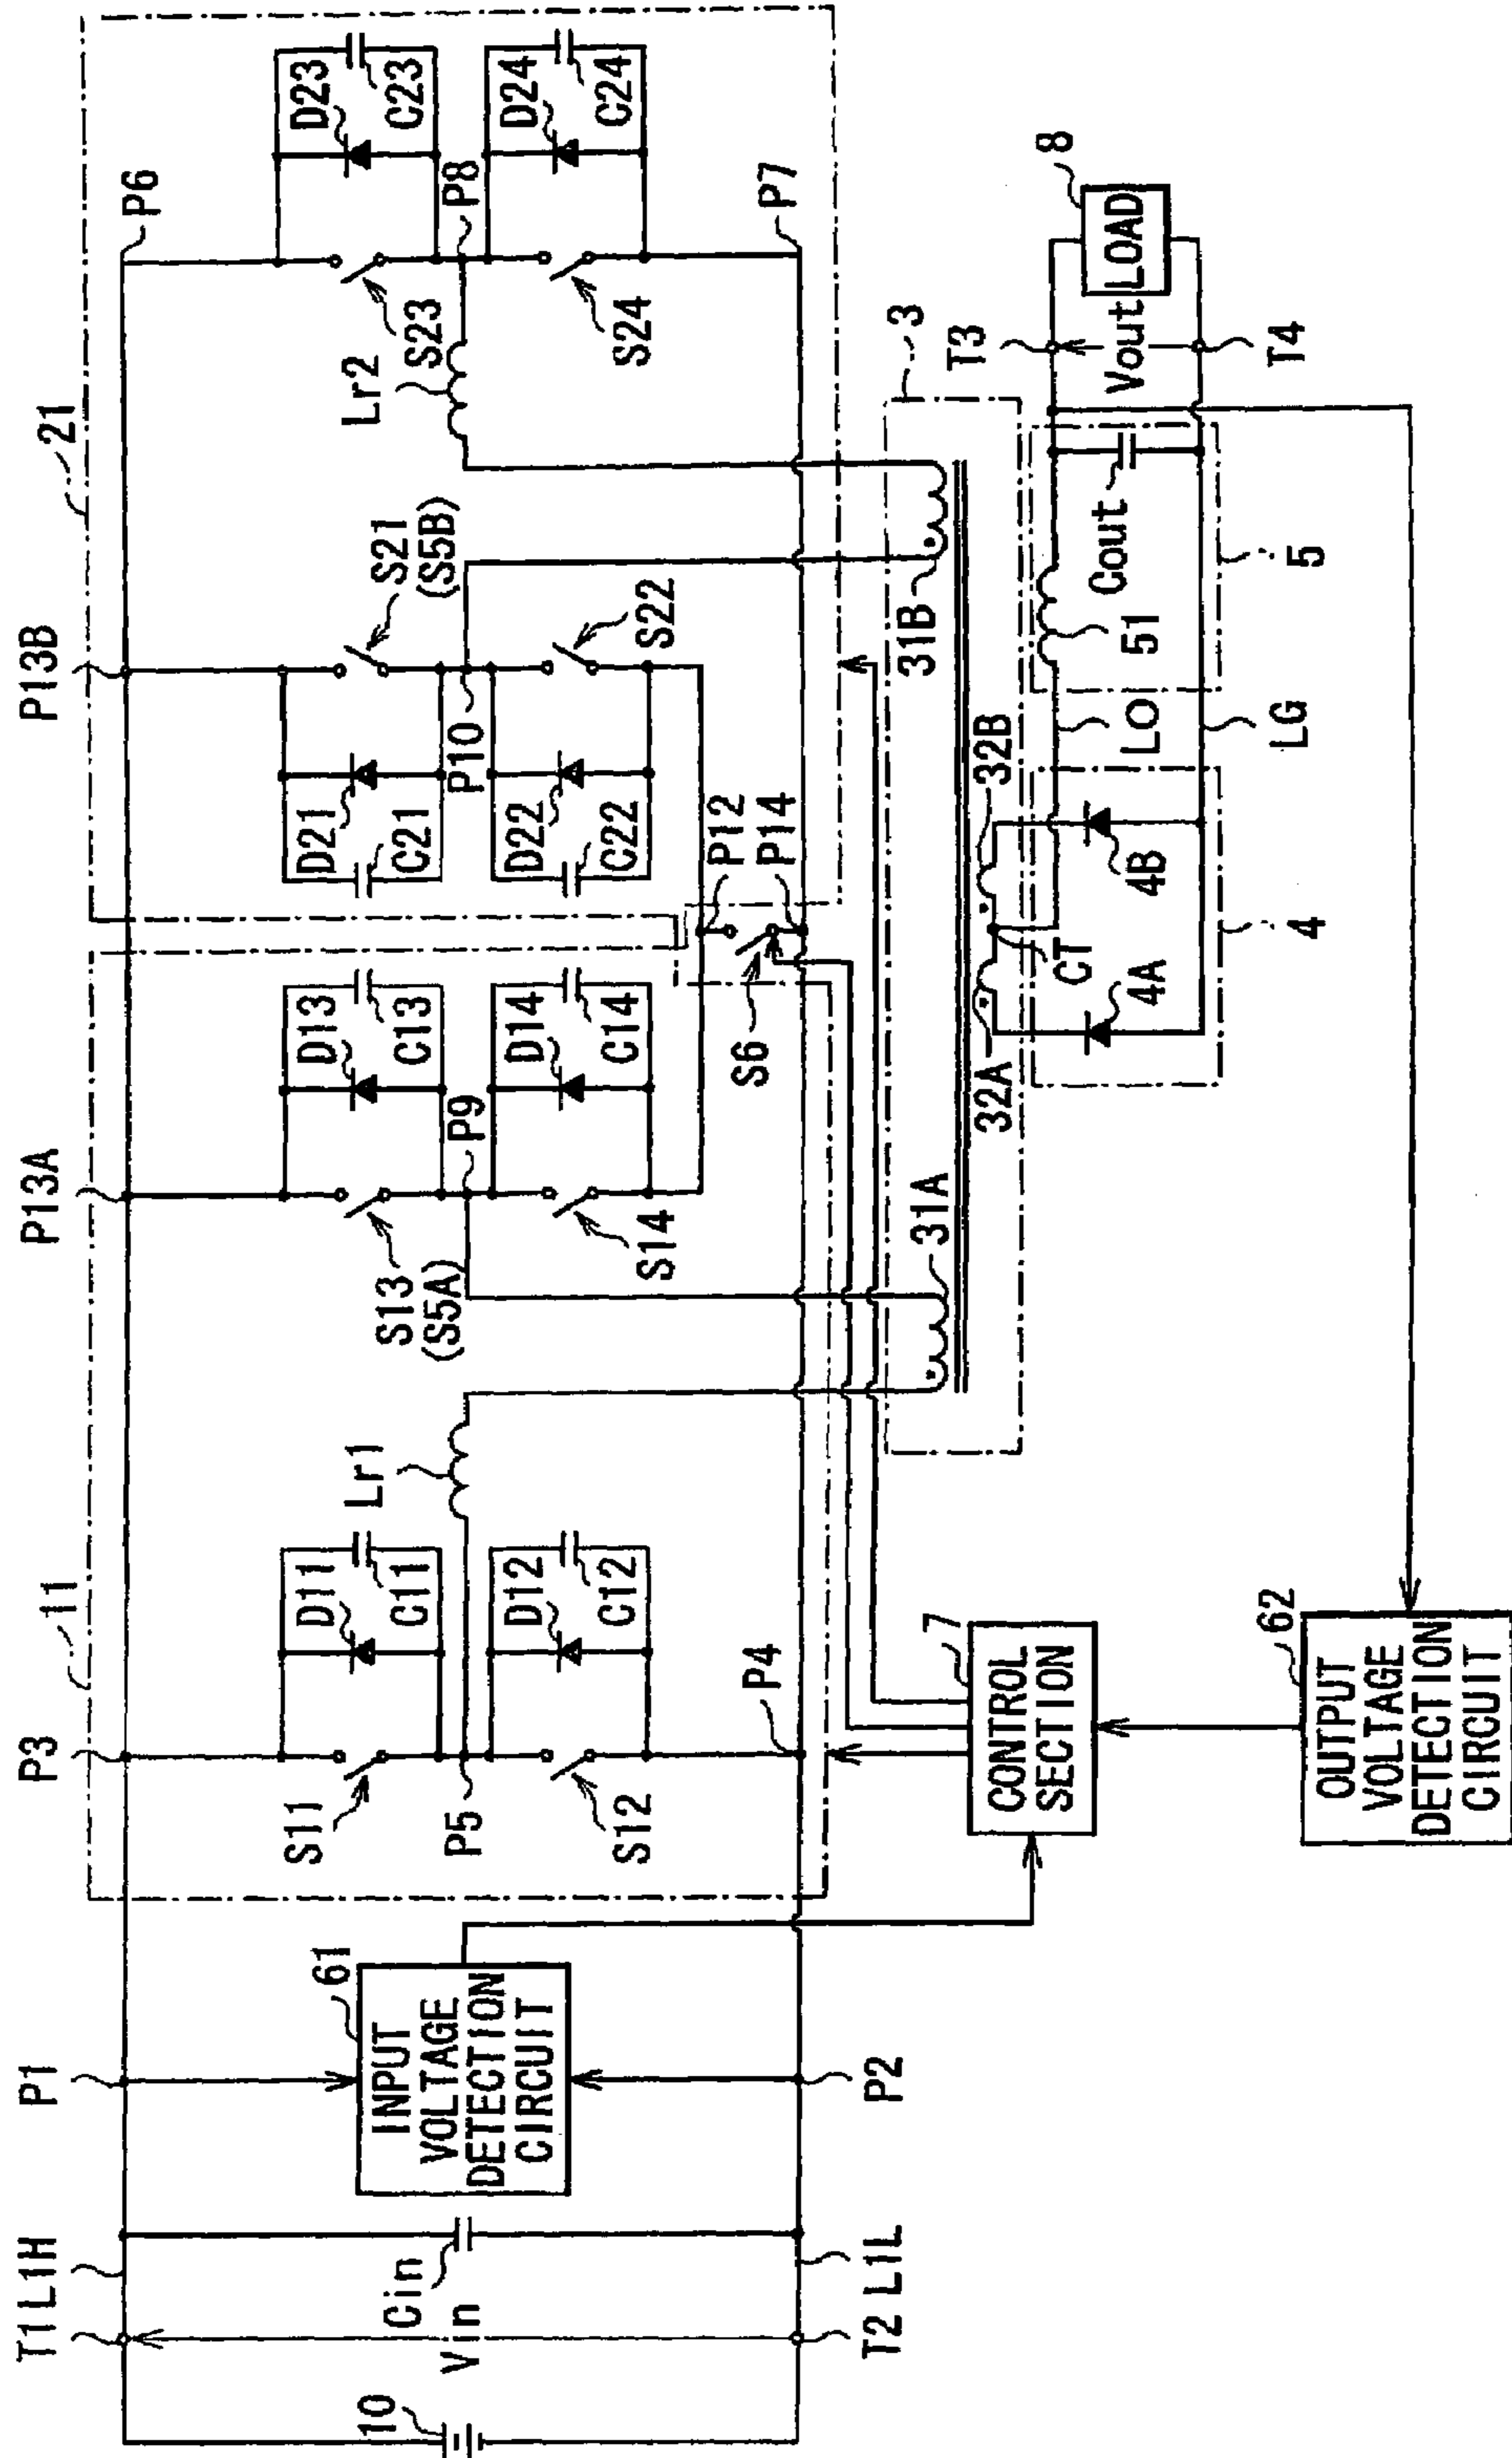 T1 L1H
P1
P3
P13A
P13B
11
21
P6
10
Vin
Cin
61
INPUT
VOLTAGE
DETECTION
CIRCUIT
T2 L1L
P2
S11
D11
C11
P5
S12
D12
C12
P4
Lr1
S13
(S5A)
D13
C13
P9
S14
D14
C14
D21
C21
S21
(S5B)
P10
D22
C22
S22
P12
P14
S6
Lr2
S23
D23
C23
P8
S24
D24
C24
P7
7
CONTROL
SECTION
62
OUTPUT
VOLTAGE
DETECTION
CIRCUIT
3
31A
31B
32A
32B
CT
4A
4B
4
LO
LG
51
Cout
5
T3
Vout
T4
8
LOAD